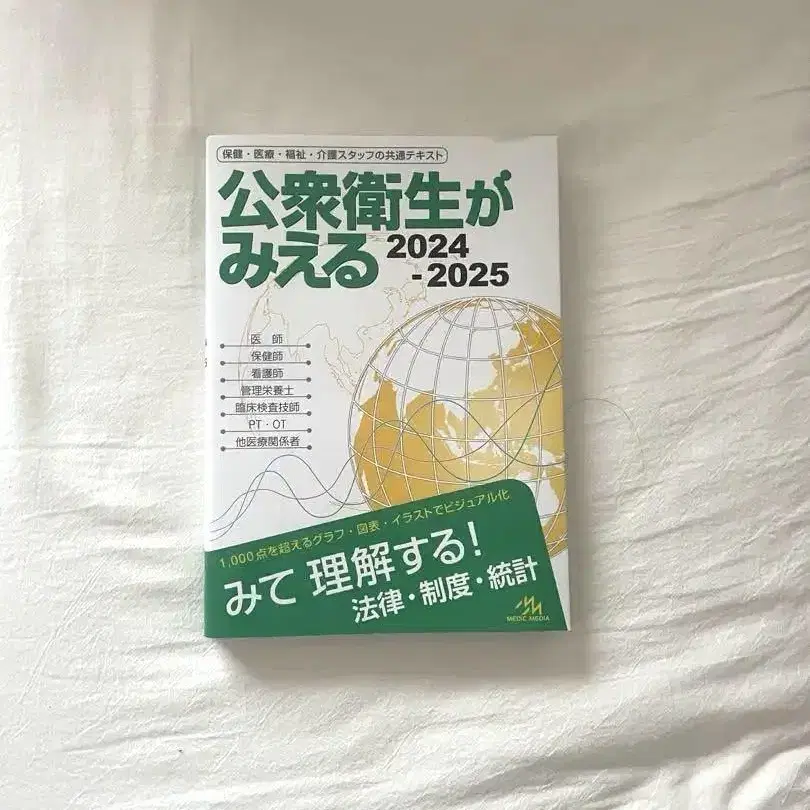 保健・医療・福祉・介護スタッフの共通テキスト
公衆衛生が
みえる 2024
-2025
医 師
保健師
看護師
管理栄養士
臨床検査技師
PT・OT
他医療関係者
1,000点を超えるグラフ・図表・イラストでビジュアル化
みて 理解する!
法律・制度・統計
MEDIC MEDIA